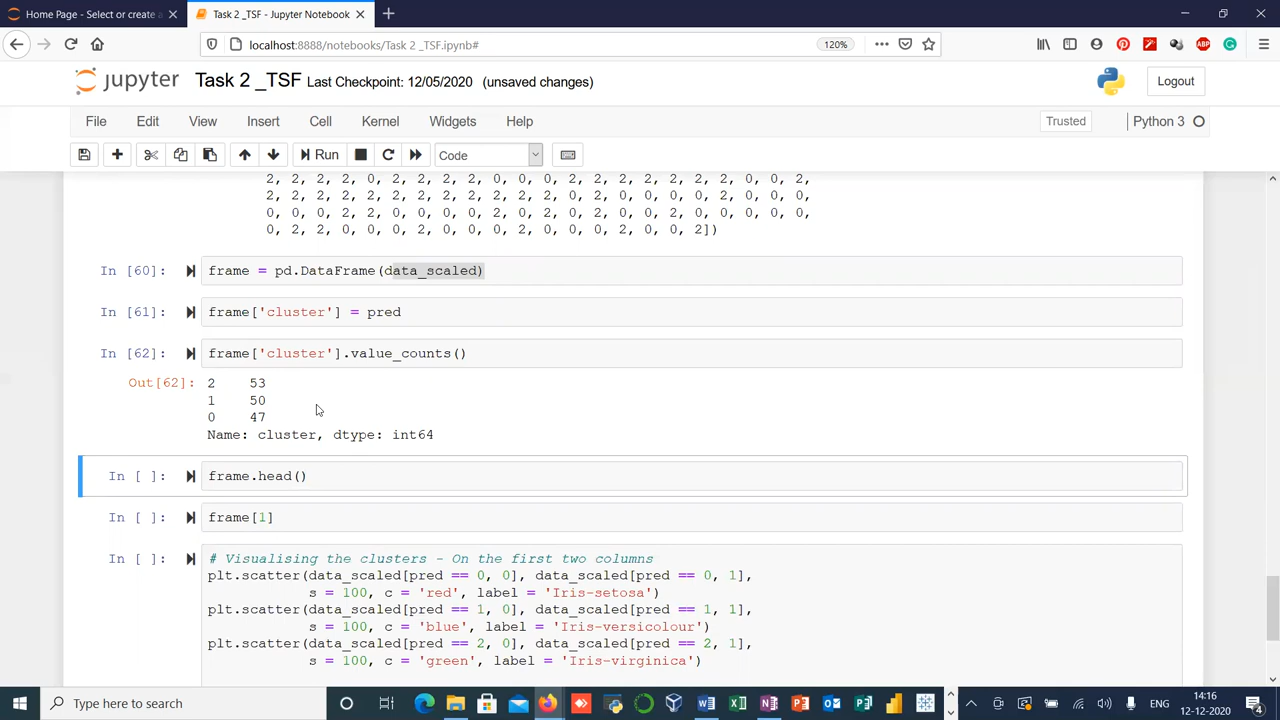 Home Page - Select or create a
Task 2 _TSF - Jupyter Notebook
localhost:8888/notebooks/Task 2 _TSF.ipynb#
120%
ABP
jupyter
Task 2 _TSF Last Checkpoint: 12/05/2020 (unsaved changes)
Logout
File Edit View Insert Cell Kernel Widgets Help
Trusted
Python 3
Run
Code
2, 2, 2, 2, 0, 2, 2, 2, 2, 0, 0, 0, 2, 2, 2, 2, 2, 2, 2, 0, 0, 2,
2, 2, 2, 0, 2, 2, 2, 2, 2, 2, 2, 2, 0, 2, 0, 0, 0, 0, 2, 0, 0, 0,
0, 0, 0, 2, 2, 0, 0, 0, 0, 2, 0, 2, 0, 2, 0, 0, 2, 0, 0, 0, 0, 0,
0, 2, 2, 0, 0, 0, 2, 0, 0, 0, 2, 0, 0, 0, 2, 0, 0, 2])
In [60]: frame = pd.DataFrame(data_scaled)
In [61]: frame['cluster'] = pred
In [62]: frame['cluster'].value_counts()
Out[62]: 2 53
1 50
0 47
Name: cluster, dtype: int64
In [ ]: frame.head()
In [ ]: frame[1]
In [ ]: # Visualising the clusters - On the first two columns
plt.scatter(data_scaled[pred == 0, 0], data_scaled[pred == 0, 1],
s = 100, c = 'red', label = 'Iris-setosa')
plt.scatter(data_scaled[pred == 1, 0], data_scaled[pred == 1, 1],
s = 100, c = 'blue', label = 'Iris-versicolour')
plt.scatter(data_scaled[pred == 2, 0], data_scaled[pred == 2, 1],
s = 100, c = 'green', label = 'Iris-virginica')
Type here to search
14:16
12-12-2020
4